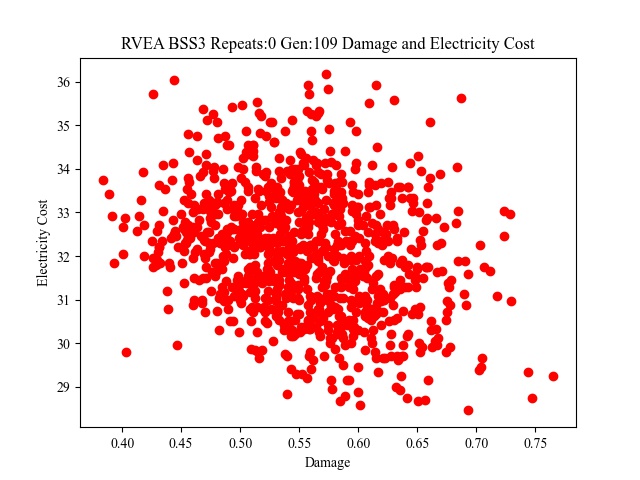 RVEA BSS3 Repeats:0 Gen:109 Damage and Electricity Cost
36
35
34
33
32
31
30
29
Electricity Cost
0.40 0.45 0.50 0.55 0.60 0.65 0.70 0.75
Damage